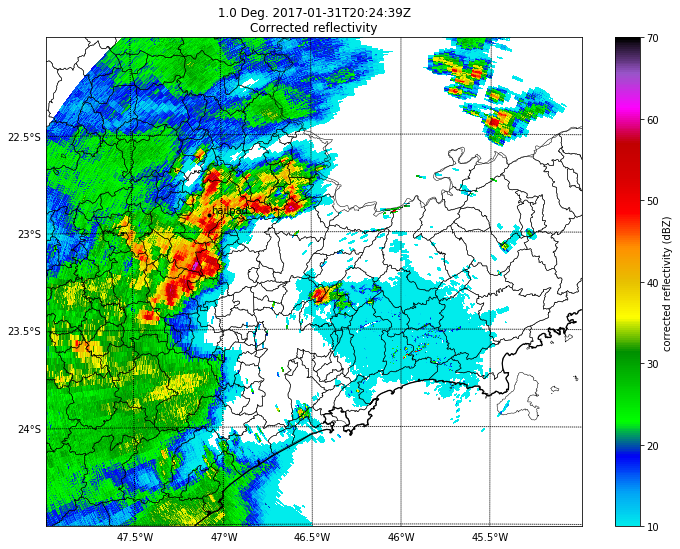 1.0 Deg. 2017-01-31T20:24:39Z
Corrected reflectivity
22.5°S
23°S
23.5°S
24°S
47.5°W
47°W
46.5°W
46°W
45.5°W
hailpad
70
60
50
40
30
20
10
corrected reflectivity (dBZ)